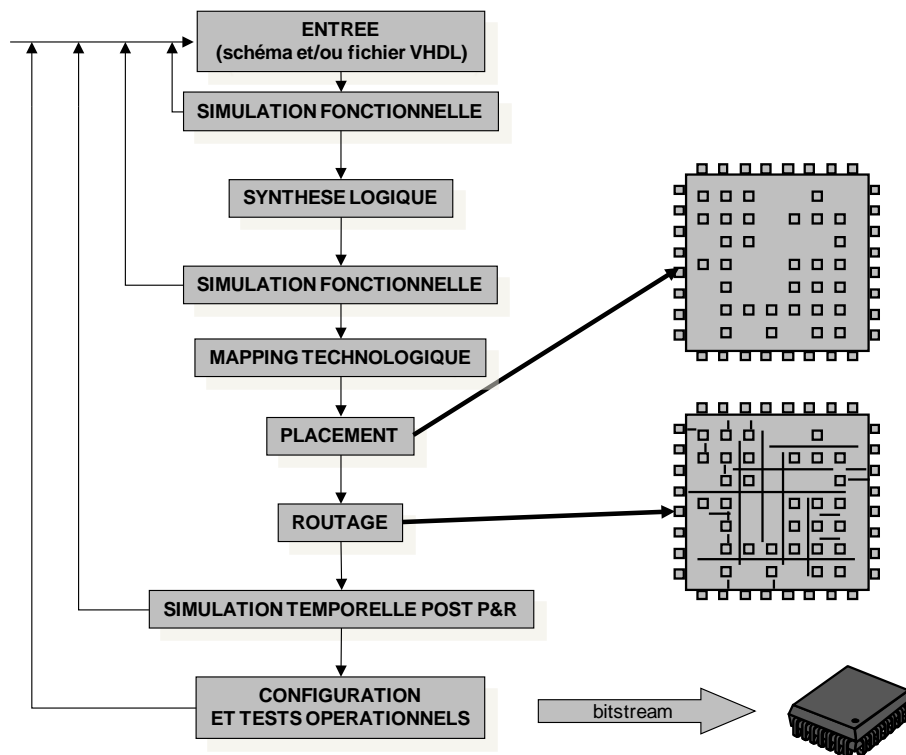 ENTREE
(schéma et/ou fichier VHDL)
SIMULATION FONCTIONNELLE
SYNTHESE LOGIQUE
SIMULATION FONCTIONNELLE
MAPPING TECHNOLOGIQUE
PLACEMENT
ROUTAGE
SIMULATION TEMPORELLE POST P&R
CONFIGURATION
ET TESTS OPERATIONNELS
bitstream